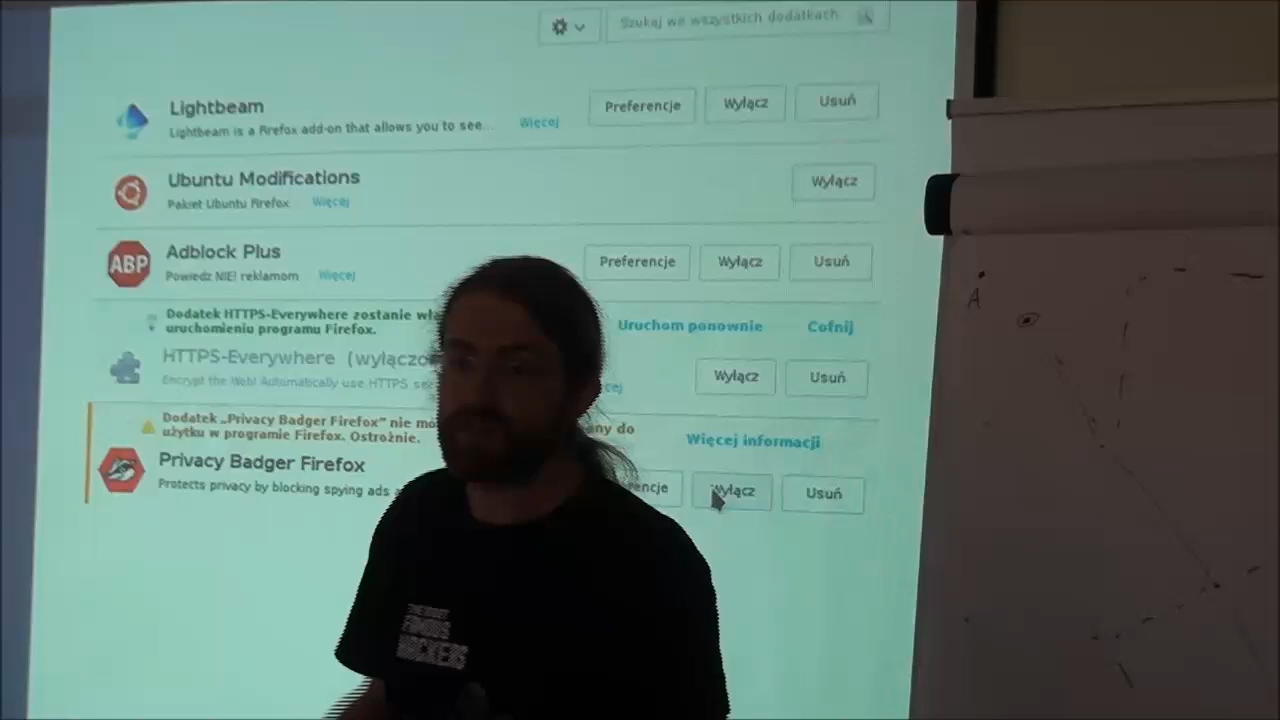 Szukaj we wszystkich dodatkach
Lightbeam
Preferencje
Wyłącz
Usuń
Lightbeam is a Firefox add-on that allows you to see...
Więcej
Ubuntu Modifications
Wyłącz
Pakiet Ubuntu Firefox
Więcej
ABP
Adblock Plus
Preferencje
Wyłącz
Usuń
Powiedz NIE! reklamom
Więcej
Dodatek HTTPS-Everywhere zostanie
uruchomieniu programu Firefox.
Uruchom ponownie
Cofnij
HTTPS-Everywhere
Wyłącz
Usuń
Encrypt the Web! Automatically use HTTPS
Dodatek „Privacy Badger Firefox" nie
użytku w programie Firefox. Ostrożnie.
do
Więcej informacji
Privacy Badger Firefox
Wyłącz
Usuń
Protects privacy by blocking spying ads
A
HACKERS